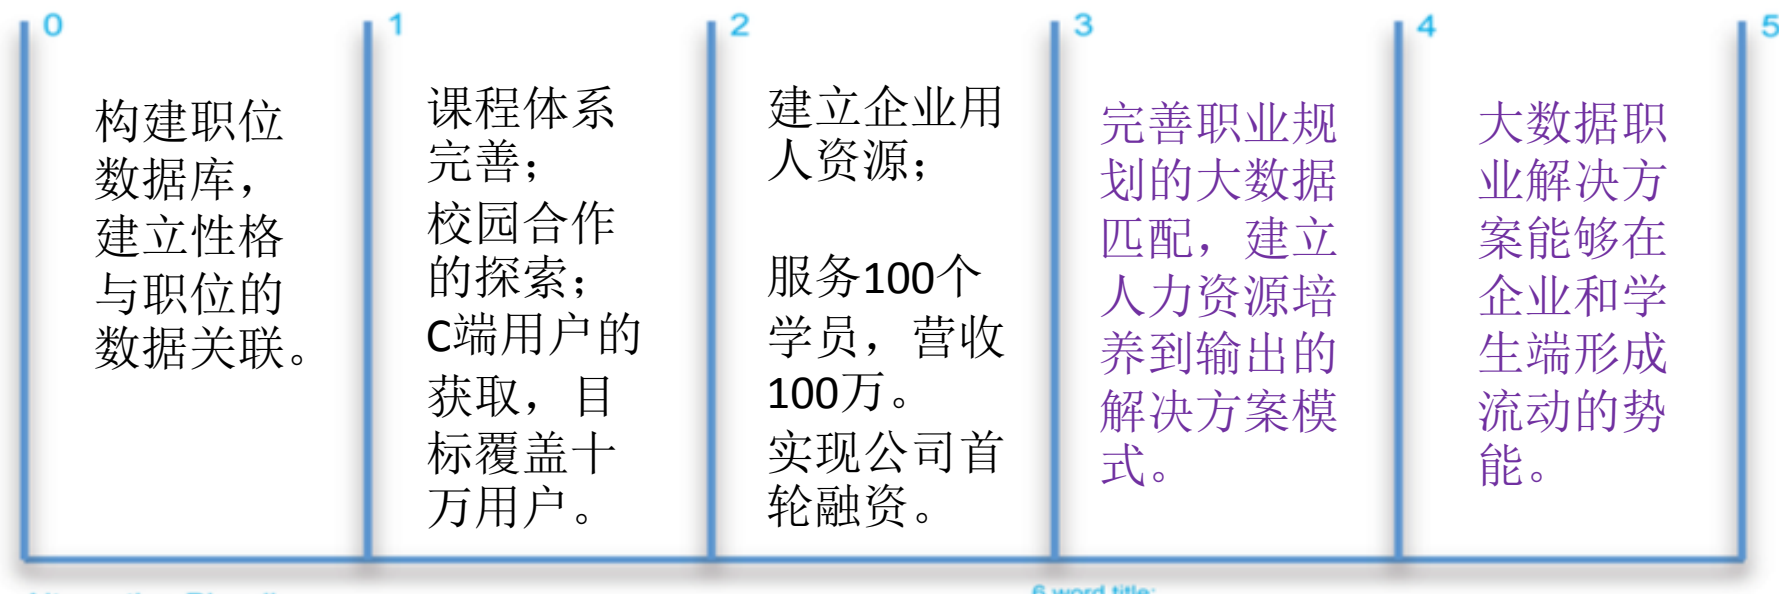 0
1
2
3
4
5
构建职位
数据库，
建立性格
与职位的
数据关联。
课程体系
完善；
校园合作
的探索；
C端用户的
获取，目
标覆盖十
万用户。
建立企业用
人资源；
服务100个
学员，营收
100万。
实现公司首
轮融资。
完善职业规
划的大数据
匹配，建立
人力资源培
养到输出的
解决方案模
式。
大数据职
业解决方
案能够在
企业和学
生端形成
流动的势
能。
6 word title: